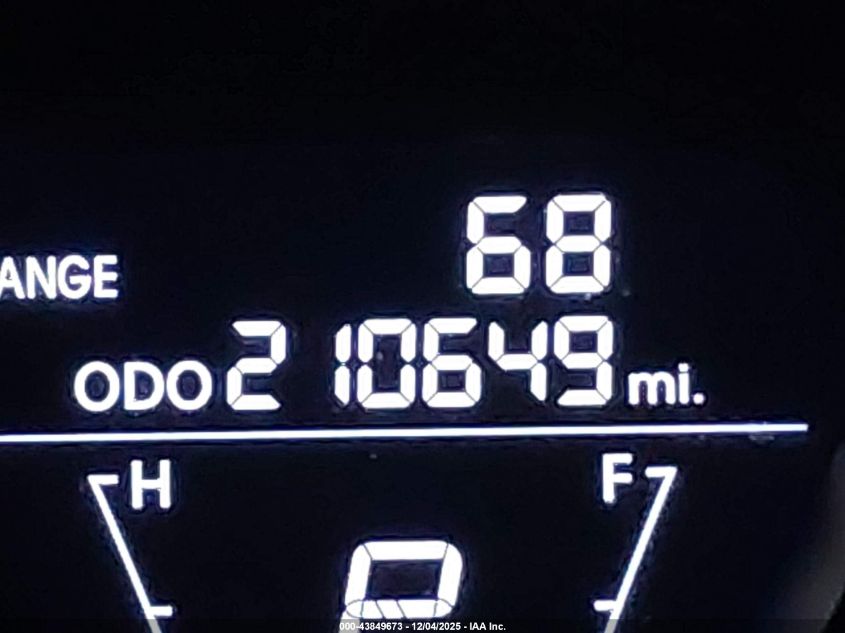 68
ANGE
ODO 210649 mi.
H F
P
000-43849673 - 12/04/2025 - IAA Inc.